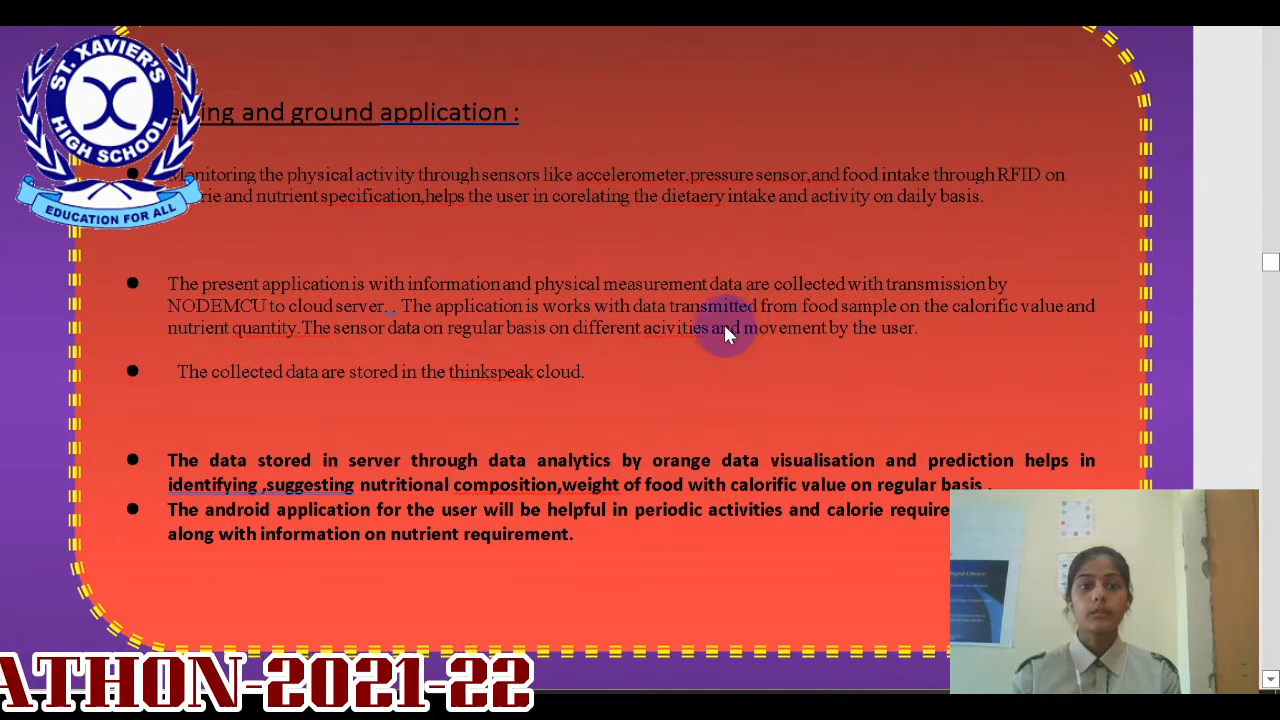 ST. XAVIER'S
HIGH SCHOOL
EDUCATION FOR ALL
and ground application :
Monitoring the physical activity through sensors like accelerometer,pressure sensor,and food intake through RFID on
and nutrient specification,helps the user in corelating the dietaery intake and activity on daily basis.
The present application is with information and physical measurement data are collected with transmission by
NODEMCU to cloud server... The application is works with data transmitted from food sample on the calorific value and
nutrient quantity.The sensor data on regular basis on different acivities and movement by the user.
The collected data are stored in the thinkspeak cloud.
The data stored in server through data analytics by orange data visualisation and prediction helps in
identifying ,suggesting nutritional composition,weight of food with calorific value on regular basis .
The android application for the user will be helpful in periodic activities and calorie
along with information on nutrient requirement.
ATHON-2021-22